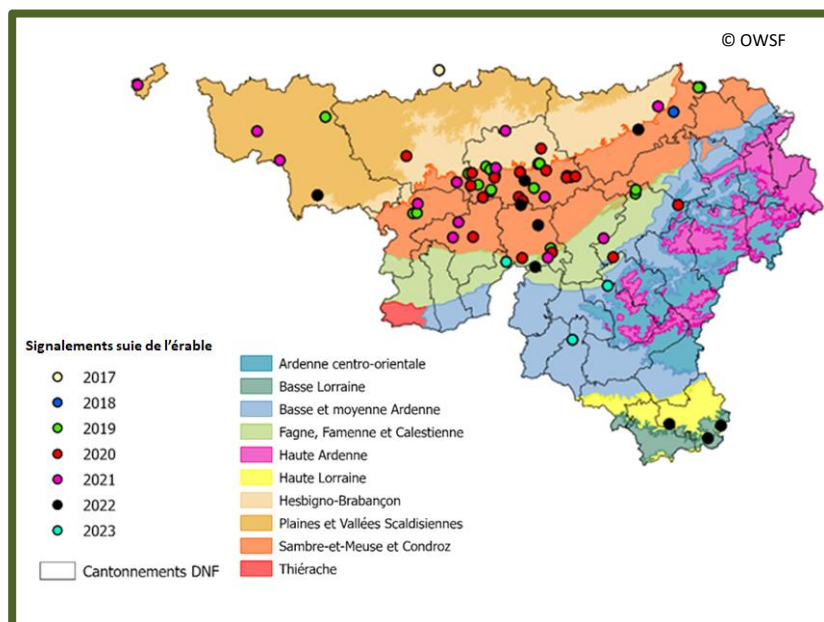 © OWSF
Signalements suie de l'érable
2017
2018
2019
2020
2021
2022
2023
Cantonnements DNF
Ardenne centro-orientale
Basse Lorraine
Basse et moyenne Ardenne
Fagne, Famenne et Calestienne
Haute Ardenne
Haute Lorraine
Hesbigno-Brabançon
Plaines et Vallées Scaldisiennes
Sambre-et-Meuse et Condroz
Thiérache